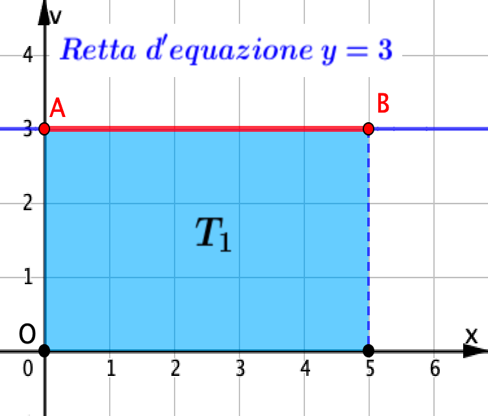 v
4
Retta d'equazione y = 3
A
B
3
2
T₁
1
O
x
0 1 2 3 4 5 6